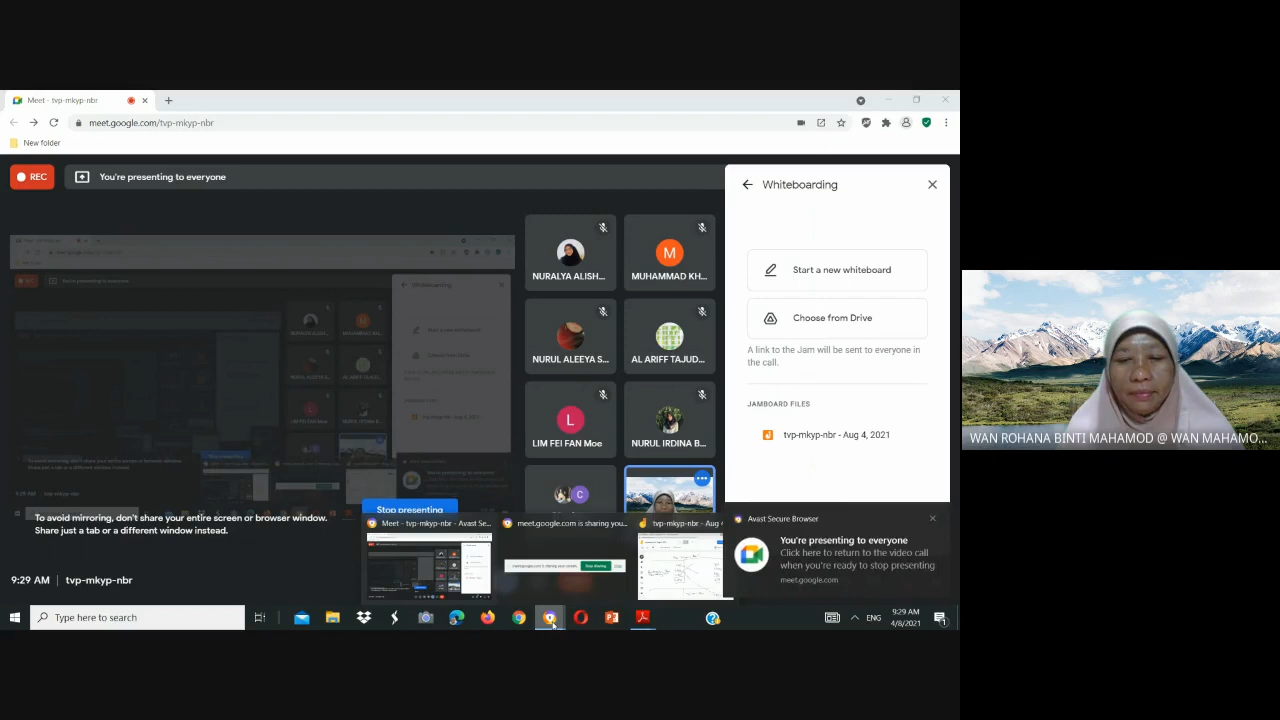 Meet - tvp-mkyp-nbr
meet.google.com/tvp-mkyp-nbr
New folder
REC
You're presenting to everyone
Whiteboarding
NURALYA ALISH...
MUHAMMAD KH...
Start a new whiteboard
Choose from Drive
A link to the Jam will be sent to everyone in
the call.
NURUL ALEEYA S...
AL ARIFF TAJUD...
JAMBOARD FILES
tvp-mkyp-nbr - Aug 4, 2021
M
L
LIM FEI FAN Moe
NURUL IRDINA B...
C
WAN ROHANA BINTI MAHAMOD @ WAN MAHAMO...
Stop presenting
To avoid mirroring, don't share your entire screen or browser window.
Share just a tab or a different window instead.
Meet - tvp-mkyp-nbr - Avast Se...
meet.google.com is sharing you...
tvp-mkyp-nbr - Aug 4
Avast Secure Browser
You're presenting to everyone
Click here to return to the video call
when you're ready to stop presenting
meet.google.com
9:29 AM | tvp-mkyp-nbr
Type here to search
ENG
9:29 AM
4/8/2021